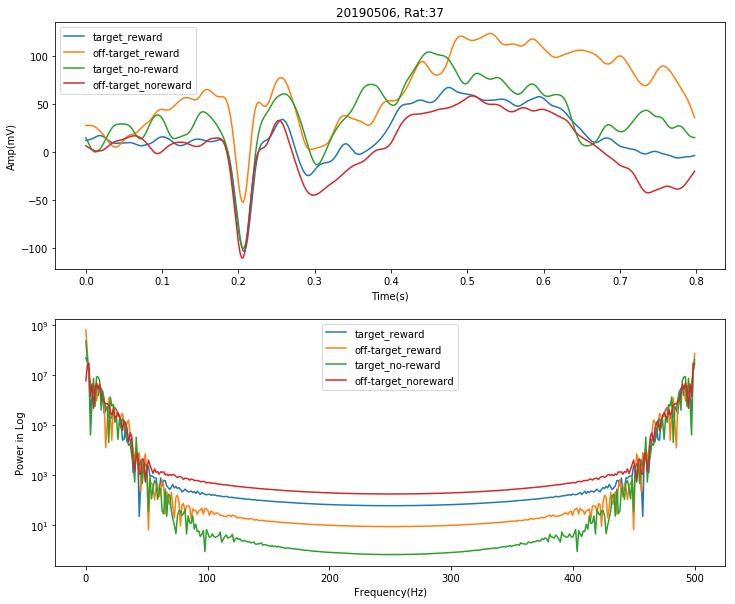 20190506, Rat:37
target_reward
off-target_reward
target_no-reward
off-target_noreward
Amp(mV)
100
50
0
−50
−100
0.0 0.1 0.2 0.3 0.4 0.5 0.6 0.7 0.8
Time(s)
target_reward
off-target_reward
target_no-reward
off-target_noreward
Power in Log
10^9
10^7
10^5
10^3
10^1
0 100 200 300 400 500
Frequency(Hz)